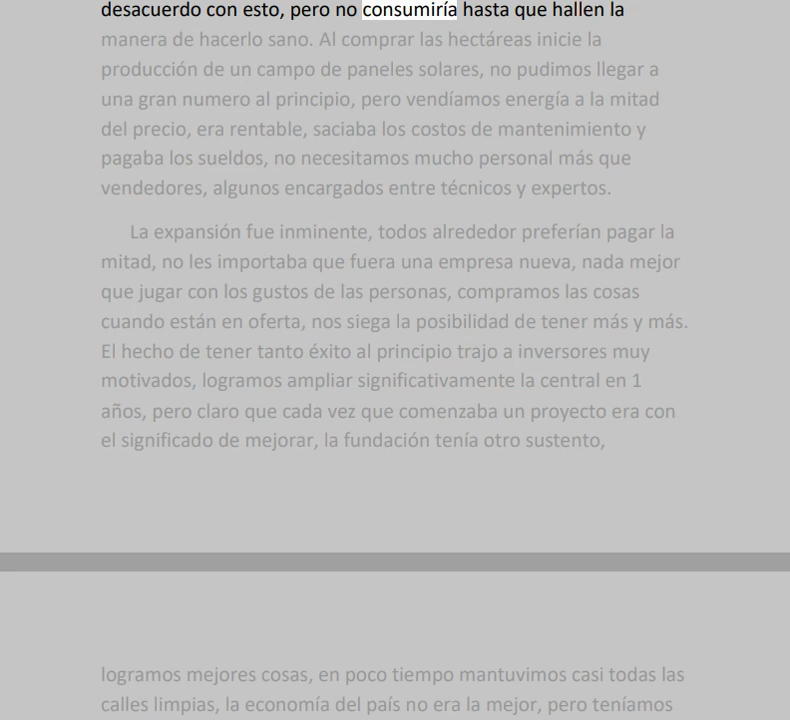 desacuerdo con esto, pero no consumiría hasta que hallen la
manera de hacerlo sano. Al comprar las hectáreas inicie la
producción de un campo de paneles solares, no pudimos llegar a
una gran numero al principio, pero vendíamos energía a la mitad
del precio, era rentable, saciaba los costos de mantenimiento y
pagaba los sueldos, no necesitamos mucho personal más que
vendedores, algunos encargados entre técnicos y expertos.
La expansión fue inminente, todos alrededor preferían pagar la
mitad, no les importaba que fuera una empresa nueva, nada mejor
que jugar con los gustos de las personas, compramos las cosas
cuando están en oferta, nos siega la posibilidad de tener más y más.
El hecho de tener tanto éxito al principio trajo a inversores muy
motivados, logramos ampliar significativamente la central en 1
años, pero claro que cada vez que comenzaba un proyecto era con
el significado de mejorar, la fundación tenía otro sustento,
logramos mejores cosas, en poco tiempo mantuvimos casi todas las
calles limpias, la economía del país no era la mejor, pero teníamos